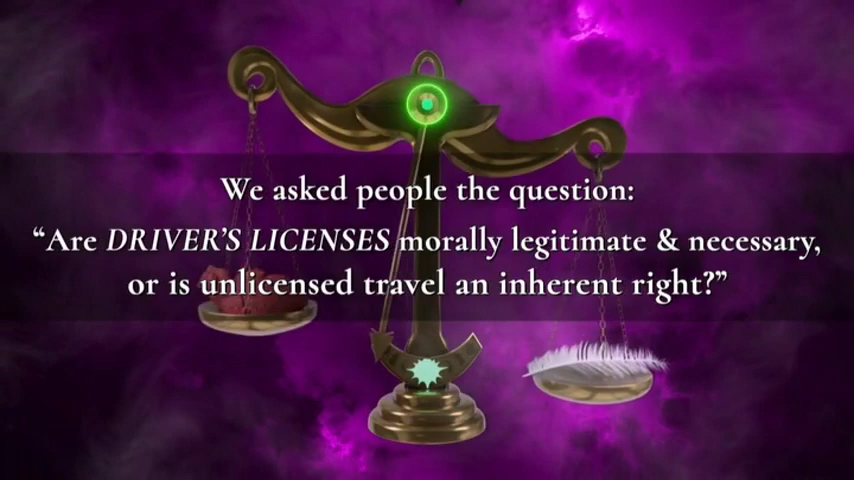 We asked people the question:
“Are DRIVER’S LICENSES morally legitimate & necessary,
or is unlicensed travel an inherent right?”